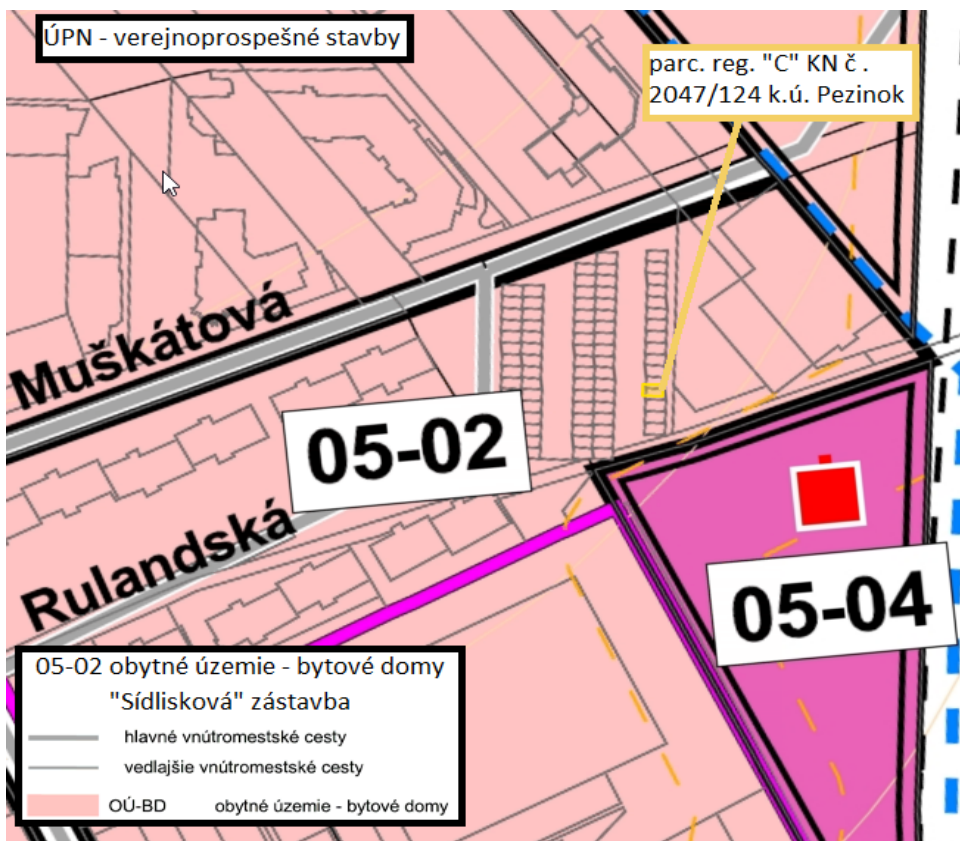 ÚPN - verejnoprospešné stavby
parc. reg. "C" KN č .
2047/124 k.ú. Pezinok
Muškátová
05-02
Rulandská
05-04
05-02 obytné územie - bytové domy
"Sídlisková" zástavba
hlavné vnútromestské cesty
vedlajšie vnútromestské cesty
OÚ-BD obytné územie - bytové domy